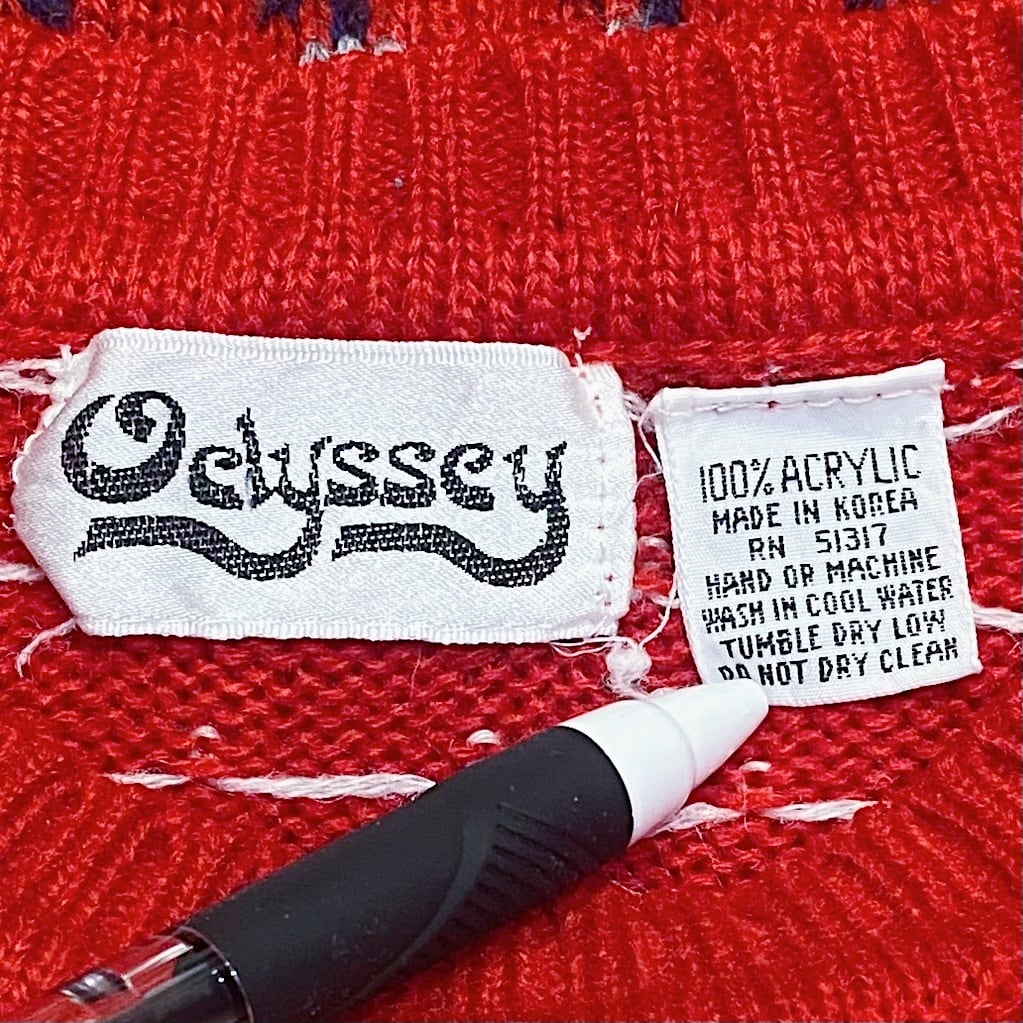 Odyssey
100% ACRYLIC
MADE IN KOREA
RN 51317
HAND OR MACHINE
WASH IN COOL WATER
TUMBLE DRY LOW
DO NOT DRY CLEAN